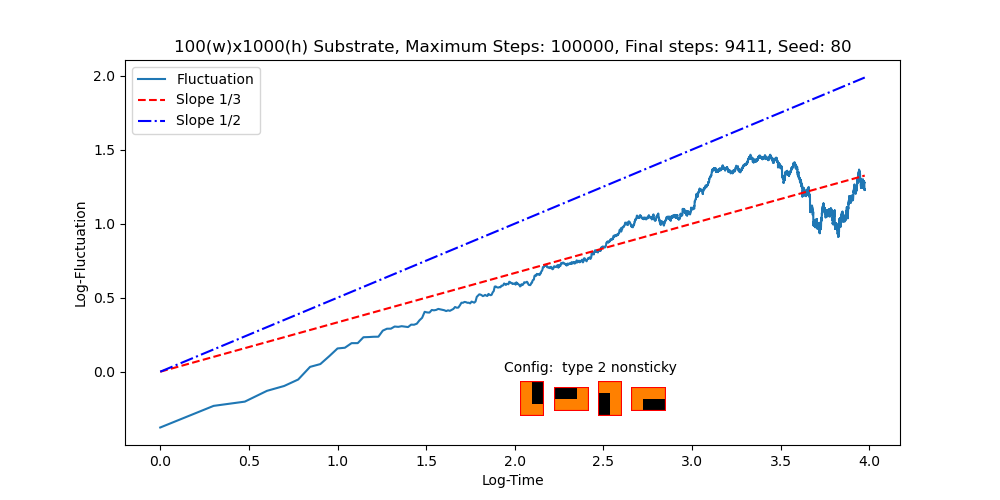 100(w)x1000(h) Substrate, Maximum Steps: 100000, Final steps: 9411, Seed: 80
Fluctuation
Slope 1/3
Slope 1/2
2.0
1.5
1.0
0.5
0.0
Log-Fluctuation
Config:  type 2 nonsticky
0.0 0.5 1.0 1.5 2.0 2.5 3.0 3.5 4.0
Log-Time